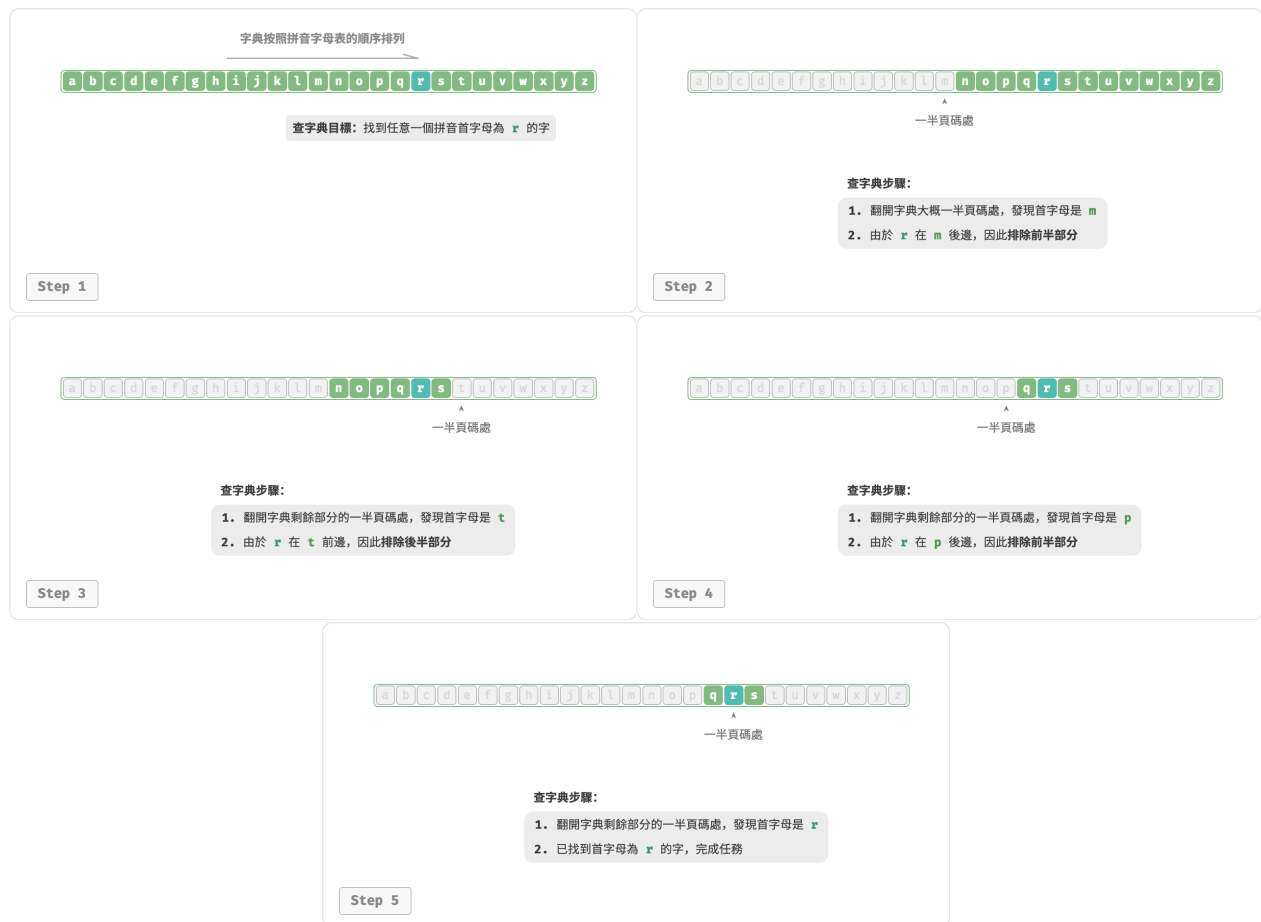 字典按照拼音字母表的順序排列
a b c d e f g h i j k l m n o p q r s t u v w x y z
查字典目標：找到任意一個拼音首字母為 r 的字
Step 1
a b c d e f g h i j k l m n o p q r s t u v w x y z
一半頁碼處
查字典步驟：
1. 翻開字典大概一半頁碼處，發現首字母是 m
2. 由於 r 在 m 後邊，因此排除前半部分
Step 2
a b c d e f g h i j k l m n o p q r s t u v w x y z
一半頁碼處
查字典步驟：
1. 翻開字典剩餘部分的一半頁碼處，發現首字母是 t
2. 由於 r 在 t 前邊，因此排除後半部分
Step 3
a b c d e f g h i j k l m n o p q r s t u v w x y z
一半頁碼處
查字典步驟：
1. 翻開字典剩餘部分的一半頁碼處，發現首字母是 p
2. 由於 r 在 p 後邊，因此排除前半部分
Step 4
a b c d e f g h i j k l m n o p q r s t u v w x y z
一半頁碼處
查字典步驟：
1. 翻開字典剩餘部分的一半頁碼處，發現首字母是 r
2. 已找到首字母為 r 的字，完成任務
Step 5